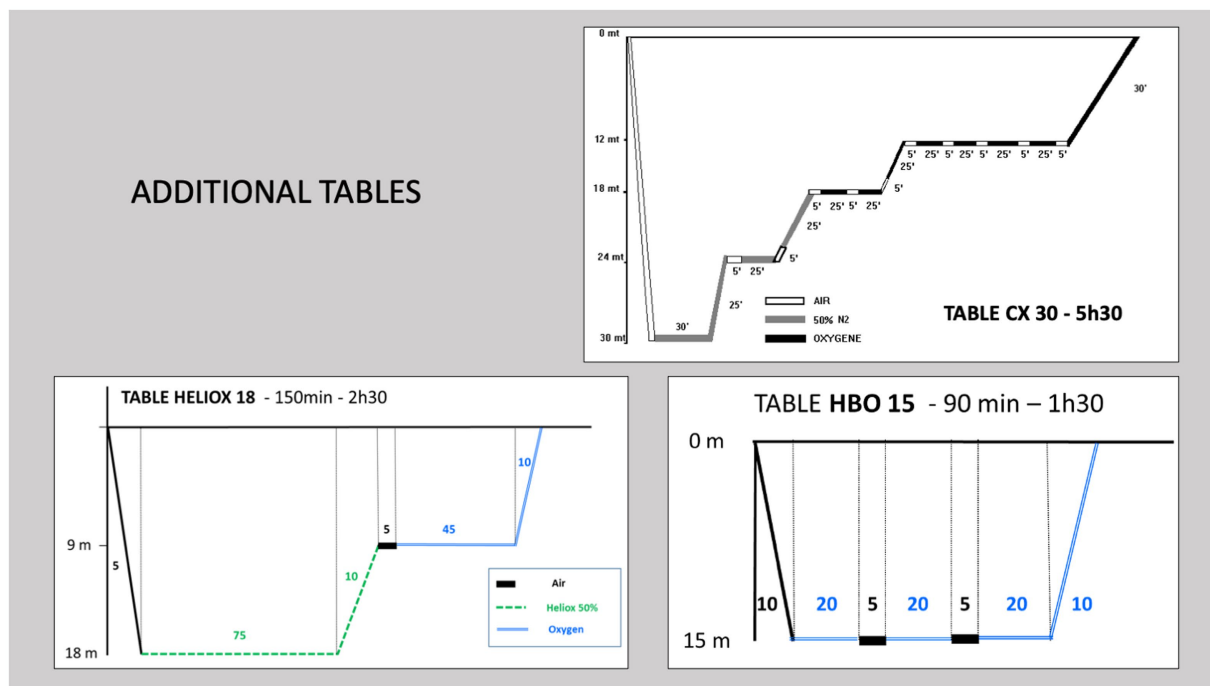 ADDITIONAL TABLES
0 mt
30'
12 mt
5' 25' 5' 25' 5' 25' 5'
25'
18 mt
5'
5' 25' 5' 25'
25'
24 mt
5'
5' 25'
25'
AIR
30'
50% N2
TABLE CX 30 - 5h30
30 mt
OXYGENE
TABLE HELIOX 18 - 150min - 2h30
10
5 45
9 m
5
10
Air
Heliox 50%
Oxygen
75
18 m
TABLE HBO 15 - 90 min – 1h30
0 m
10 20 5 20 5 20 10
15 m